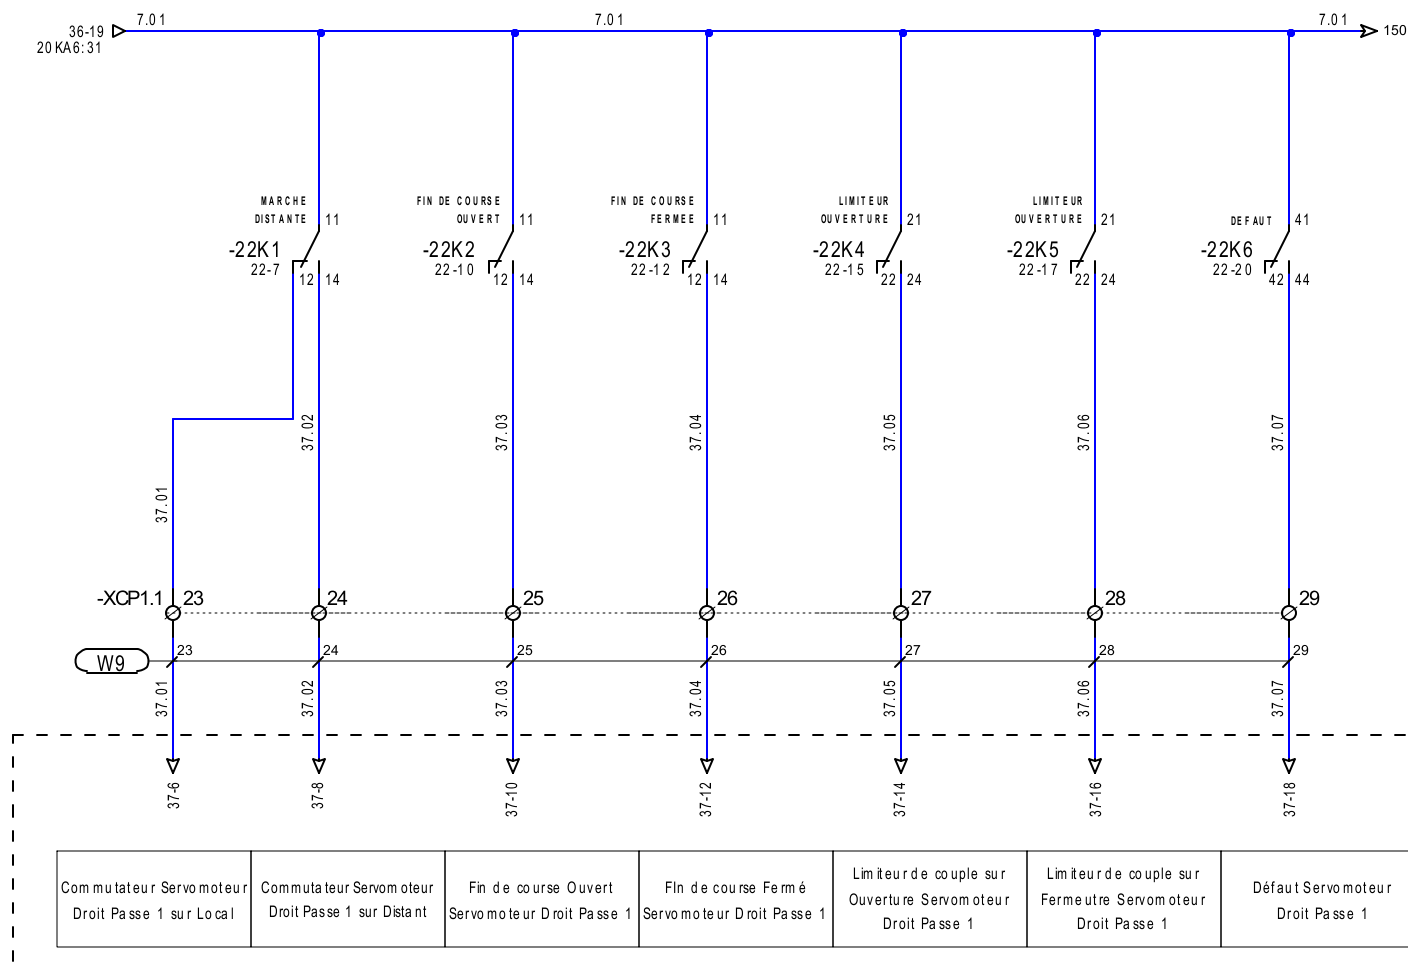 7.01
7.01
7.01
36-19
20KA6:31
150
MARCHE
DISTANTE
11
-22K1
22-7
12
14
FIN DE COURSE
OUVERT
11
-22K2
22-10
12
14
FIN DE COURSE
FERMEE
11
-22K3
22-12
12
14
LIMITEUR
OUVERTURE
21
-22K4
22-15
22
24
LIMITEUR
OUVERTURE
21
-22K5
22-17
22
24
DEFAUT
41
-22K6
22-20
42
44
37.01
37.02
37.03
37.04
37.05
37.06
37.07
-XCP1.1
23
24
25
26
27
28
29
W9
23
24
25
26
27
28
29
37.01
37.02
37.03
37.04
37.05
37.06
37.07
37-6
37-8
37-10
37-12
37-14
37-16
37-18
Commutateur Servomoteur
Droit Passe 1 sur Local
Commutateur Servomoteur
Droit Passe 1 sur Distant
Fin de course Ouvert
Servomoteur Droit Passe 1
FIn de course Fermé
Servomoteur Droit Passe 1
Limiteur de couple sur
Ouverture Servomoteur
Droit Passe 1
Limiteur de couple sur
Fermeutre Servomoteur
Droit Passe 1
Défaut Servomoteur
Droit Passe 1